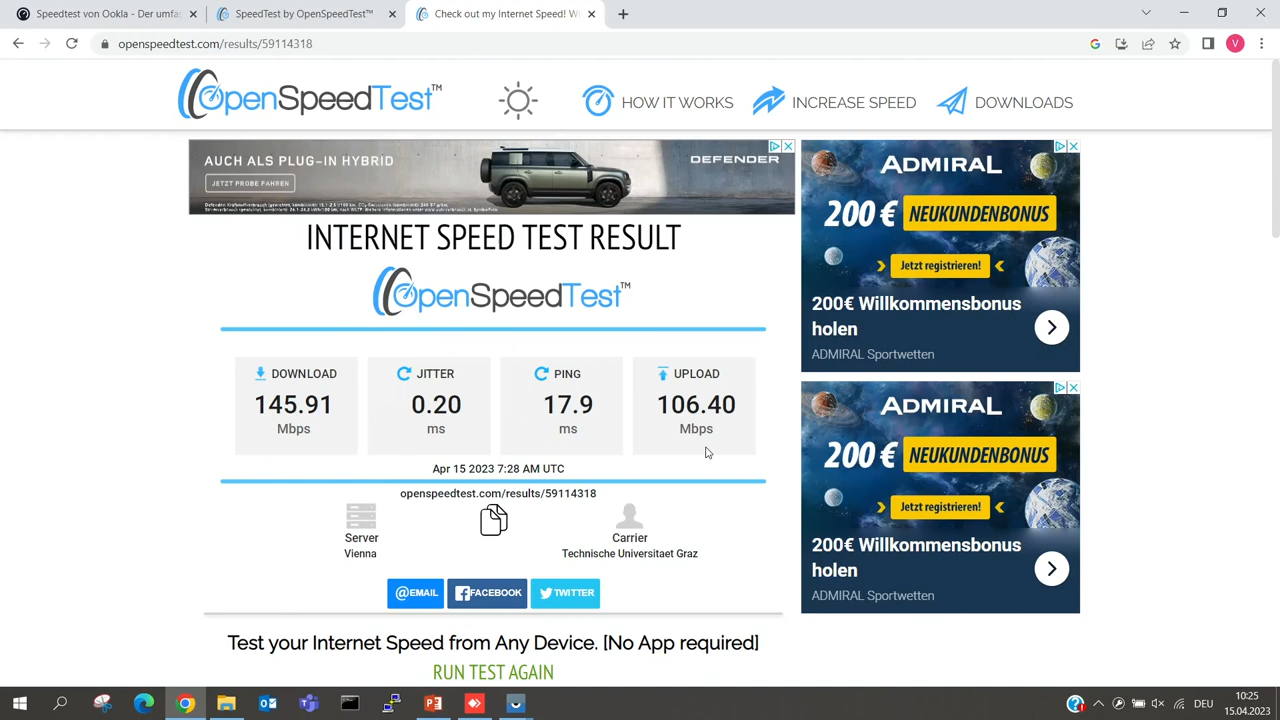 Speedtest von Ookla - Der umfas
SpeedTest by OpenSpeedTest™
Check out my Internet Speed! W
openspeedtest.com/results/59114318
V
OpenSpeedTest™
HOW IT WORKS
INCREASE SPEED
DOWNLOADS
AUCH ALS PLUG-IN HYBRID
JETZT PROBE FAHREN
DEFENDER
ADMIRAL
200 € NEUKUNDENBONUS
Jetzt registrieren!
200€ Willkommensbonus
holen
ADMIRAL Sportwetten
INTERNET SPEED TEST RESULT
OpenSpeedTest™
DOWNLOAD
145.91
Mbps
JITTER
0.20
ms
PING
17.9
ms
UPLOAD
106.40
Mbps
Apr 15 2023 7:28 AM UTC
openspeedtest.com/results/59114318
Server
Vienna
Carrier
Technische Universitaet Graz
@EMAIL
FACEBOOK
TWITTER
ADMIRAL
200 € NEUKUNDENBONUS
Jetzt registrieren!
200€ Willkommensbonus
holen
ADMIRAL Sportwetten
Test your Internet Speed from Any Device. [No App required]
RUN TEST AGAIN
DEU
10:25
15.04.2023